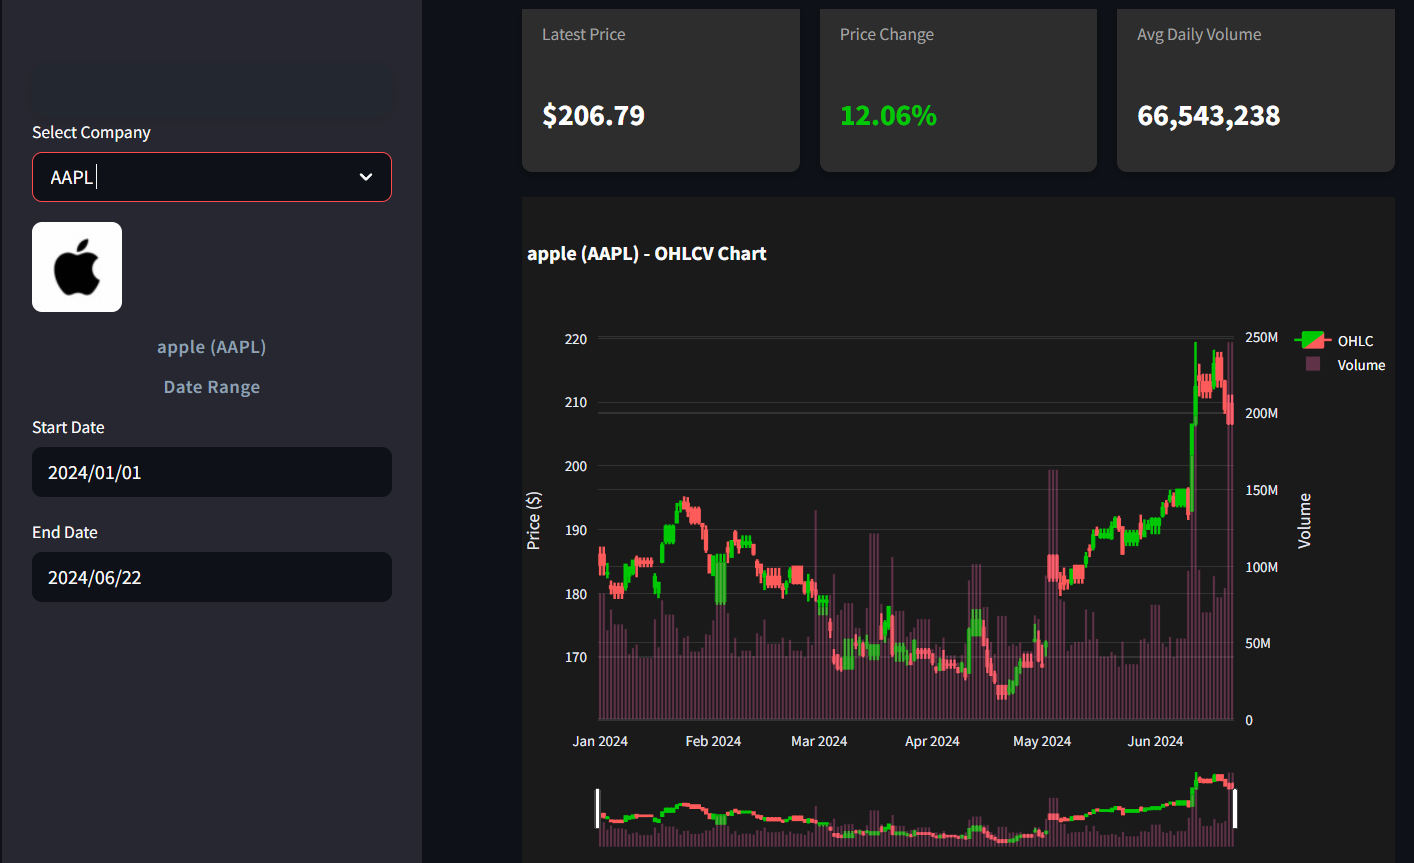 Select Company
AAPL
apple (AAPL)
Date Range
Start Date
2024/01/01
End Date
2024/06/22
Latest Price
$206.79
Price Change
12.06%
Avg Daily Volume
66,543,238
apple (AAPL) - OHLCV Chart
OHLC
Volume
Price ($)
220
210
200
190
180
170
250M
200M
150M
100M
50M
0
Volume
Jan 2024
Feb 2024
Mar 2024
Apr 2024
May 2024
Jun 2024